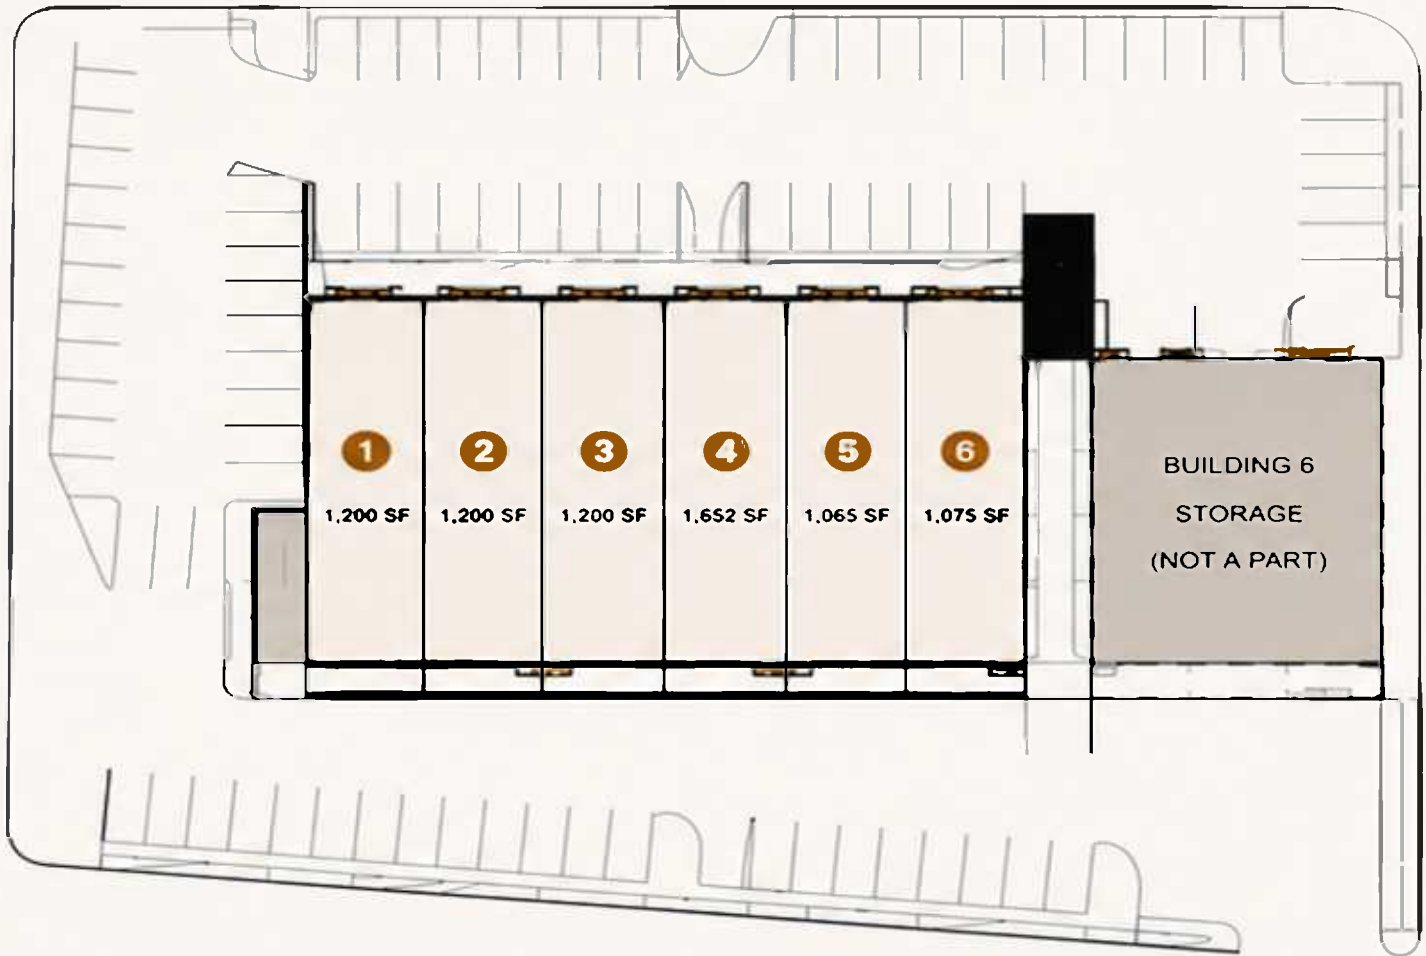 1
2
3
4
5
6
1,200 SF
1,200 SF
1,200 SF
1,652 SF
1,065 SF
1,075 SF
BUILDING 6
STORAGE
(NOT A PART)